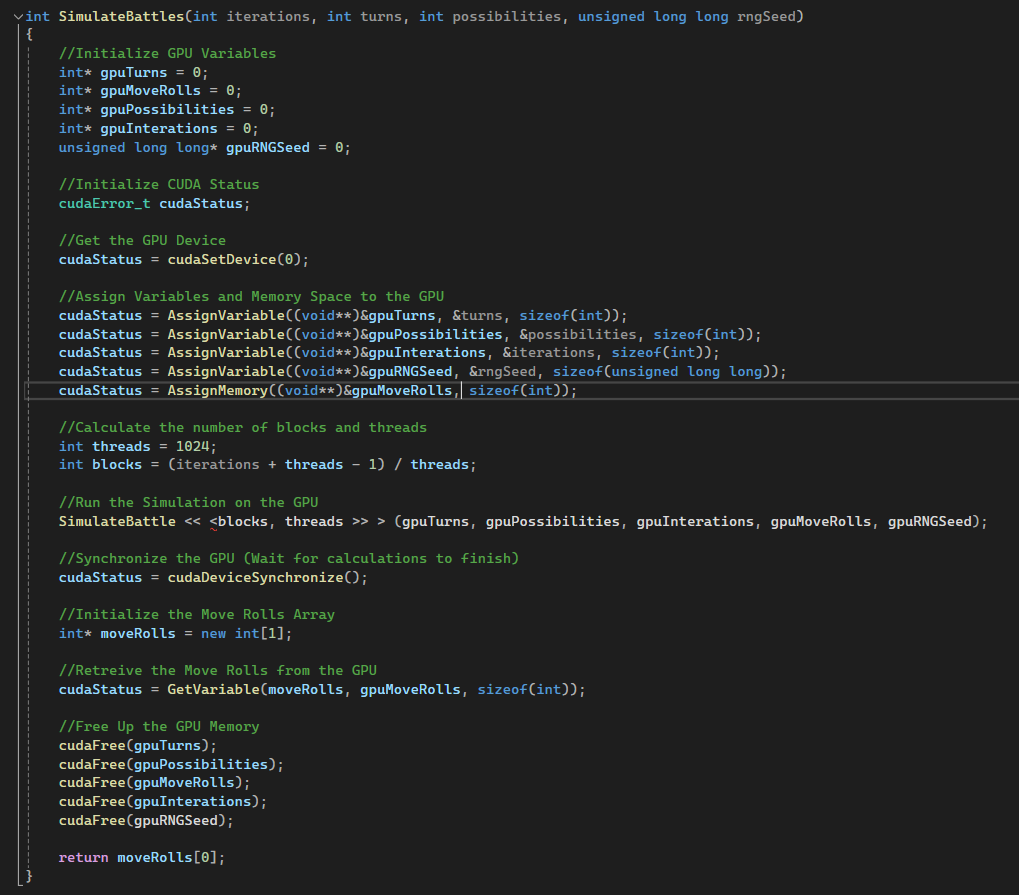 int SimulateBattles(int iterations, int turns, int possibilities, unsigned long long rngSeed)
{
    //Initialize GPU Variables
    int* gpuTurns = 0;
    int* gpuMoveRolls = 0;
    int* gpuPossibilities = 0;
    int* gpuInterations = 0;
    unsigned long long* gpuRNGSeed = 0;

    //Initialize CUDA Status
    cudaError_t cudaStatus;

    //Get the GPU Device
    cudaStatus = cudaSetDevice(0);

    //Assign Variables and Memory Space to the GPU
    cudaStatus = AssignVariable((void**)&gpuTurns, &turns, sizeof(int));
    cudaStatus = AssignVariable((void**)&gpuPossibilities, &possibilities, sizeof(int));
    cudaStatus = AssignVariable((void**)&gpuInterations, &iterations, sizeof(int));
    cudaStatus = AssignVariable((void**)&gpuRNGSeed, &rngSeed, sizeof(unsigned long long));
    cudaStatus = AssignMemory((void**)&gpuMoveRolls, sizeof(int));

    //Calculate the number of blocks and threads
    int threads = 1024;
    int blocks = (iterations + threads - 1) / threads;

    //Run the Simulation on the GPU
    SimulateBattle << <blocks, threads >> > (gpuTurns, gpuPossibilities, gpuInterations, gpuMoveRolls, gpuRNGSeed);

    //Synchronize the GPU (Wait for calculations to finish)
    cudaStatus = cudaDeviceSynchronize();

    //Initialize the Move Rolls Array
    int* moveRolls = new int[1];

    //Retreive the Move Rolls from the GPU
    cudaStatus = GetVariable(moveRolls, gpuMoveRolls, sizeof(int));

    //Free Up the GPU Memory
    cudaFree(gpuTurns);
    cudaFree(gpuPossibilities);
    cudaFree(gpuMoveRolls);
    cudaFree(gpuInterations);
    cudaFree(gpuRNGSeed);

    return moveRolls[0];
}